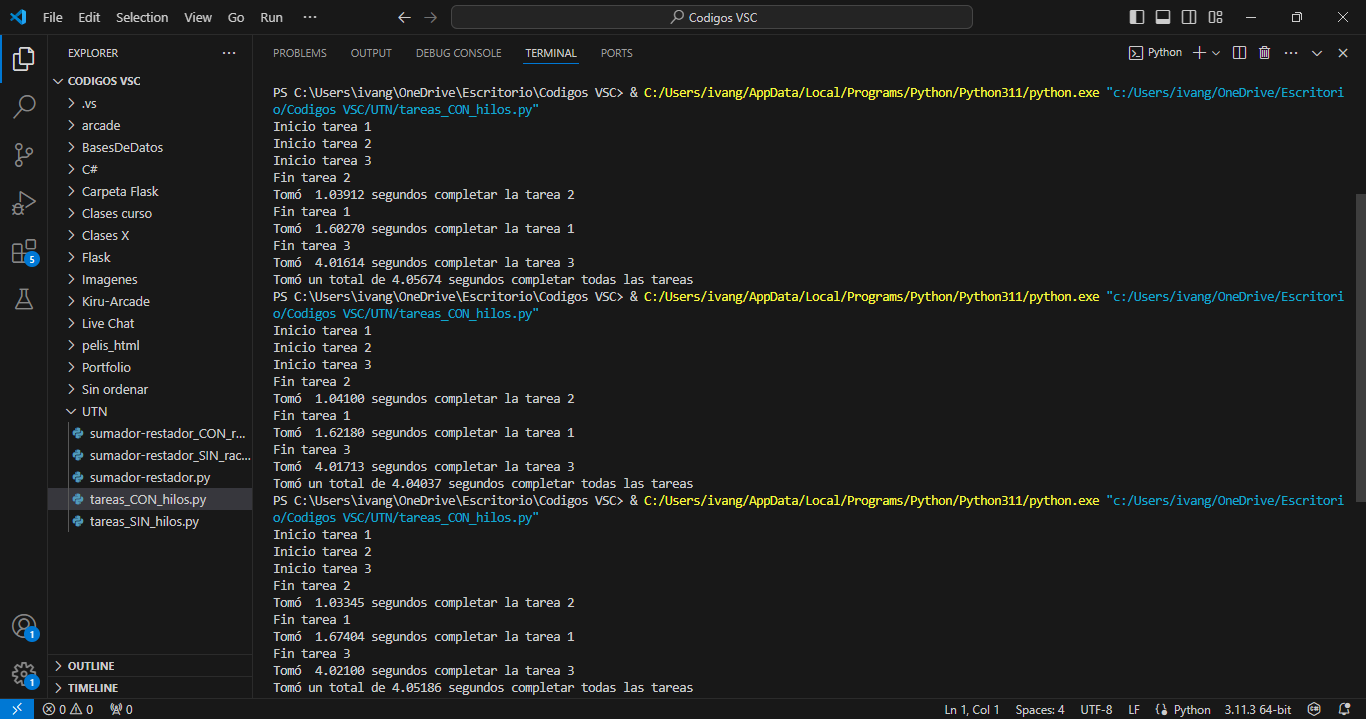 File Edit Selection View Go Run ··· Codigos VSC
EXPLORER ···
CODIGOS VSC
.vs
arcade
BasesDeDatos
C#
Carpeta Flask
Clases curso
Clases X
Flask
Imagenes
Kiru-Arcade
Live Chat
pelis_html
Portfolio
Sin ordenar
UTN
sumador-restador_CON_r...
sumador-restador_SIN_rac...
sumador-restador.py
tareas_CON_hilos.py
tareas_SIN_hilos.py
OUTLINE
TIMELINE
5
1
1
PROBLEMS OUTPUT DEBUG CONSOLE TERMINAL PORTS Python
PS C:\Users\ivang\OneDrive\Escritorio\Codigos VSC> & C:/Users/ivang/AppData/Local/Programs/Python/Python311/python.exe "c:/Users/ivang/OneDrive/Escritori
o/Codigos VSC/UTN/tareas_CON_hilos.py"
Inicio tarea 1
Inicio tarea 2
Inicio tarea 3
Fin tarea 2
Tomó  1.03912 segundos completar la tarea 2
Fin tarea 1
Tomó  1.60270 segundos completar la tarea 1
Fin tarea 3
Tomó  4.01614 segundos completar la tarea 3
Tomó un total de 4.05674 segundos completar todas las tareas
PS C:\Users\ivang\OneDrive\Escritorio\Codigos VSC> & C:/Users/ivang/AppData/Local/Programs/Python/Python311/python.exe "c:/Users/ivang/OneDrive/Escritori
o/Codigos VSC/UTN/tareas_CON_hilos.py"
Inicio tarea 1
Inicio tarea 2
Inicio tarea 3
Fin tarea 2
Tomó  1.04100 segundos completar la tarea 2
Fin tarea 1
Tomó  1.62180 segundos completar la tarea 1
Fin tarea 3
Tomó  4.01713 segundos completar la tarea 3
Tomó un total de 4.04037 segundos completar todas las tareas
PS C:\Users\ivang\OneDrive\Escritorio\Codigos VSC> & C:/Users/ivang/AppData/Local/Programs/Python/Python311/python.exe "c:/Users/ivang/OneDrive/Escritori
o/Codigos VSC/UTN/tareas_CON_hilos.py"
Inicio tarea 1
Inicio tarea 2
Inicio tarea 3
Fin tarea 2
Tomó  1.03345 segundos completar la tarea 2
Fin tarea 1
Tomó  1.67404 segundos completar la tarea 1
Fin tarea 3
Tomó  4.02100 segundos completar la tarea 3
Tomó un total de 4.05186 segundos completar todas las tareas
0 0 0 Ln 1, Col 1 Spaces: 4 UTF-8 LF Python 3.11.3 64-bit